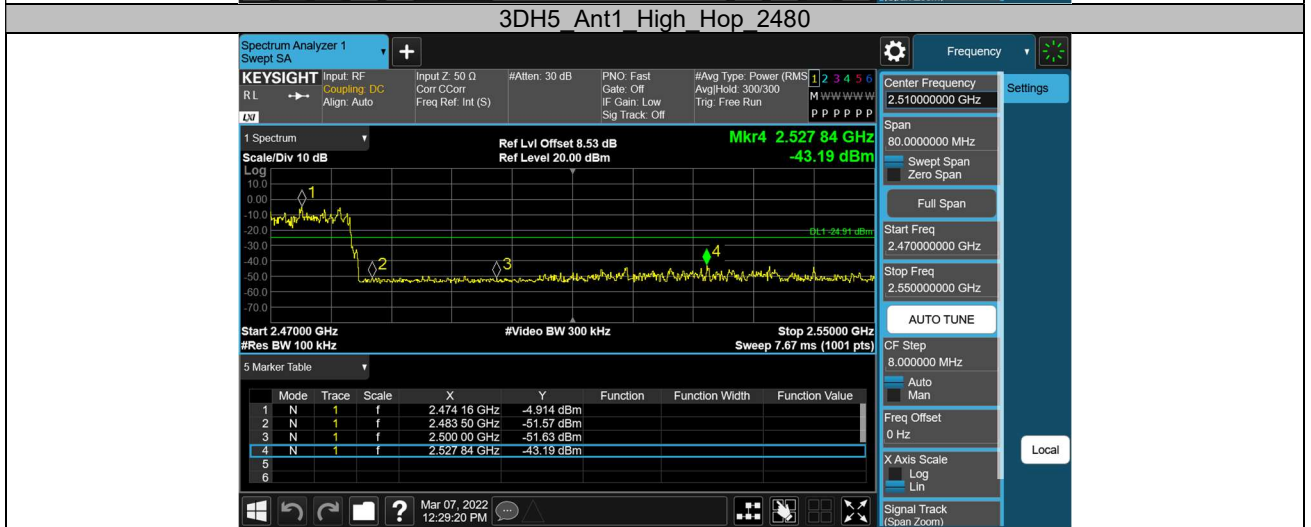 3DH5_Ant1_High_Hop_2480
Spectrum Analyzer 1
Swept SA
+
Frequency
KEYSIGHT
RL
LXI
Input: RF
Coupling: DC
Align: Auto
Input Z: 50 Ω
Corr CCorr
Freq Ref: Int (S)
#Atten: 30 dB
PNO: Fast
Gate: Off
IF Gain: Low
Sig Track: Off
#Avg Type: Power (RMS
Avg|Hold: 300/300
Trig: Free Run
1 2 3 4 5 6
M W W W W W
P P P P P P
1 Spectrum
Scale/Div 10 dB
Ref Lvl Offset 8.53 dB
Ref Level 20.00 dBm
Mkr4 2.527 84 GHz
-43.19 dBm
Log
10.0
0.00
-10.0
-20.0
-30.0
-40.0
-50.0
-60.0
-70.0
1
2
3
4
DL1 -24.91 dBm
Start 2.47000 GHz
#Res BW 100 kHz
#Video BW 300 kHz
Stop 2.55000 GHz
Sweep 7.67 ms (1001 pts)
5 Marker Table
Mode Trace Scale X Y Function Function Width Function Value
1 N 1 f 2.474 16 GHz -4.914 dBm
2 N 1 f 2.483 50 GHz -51.57 dBm
3 N 1 f 2.500 00 GHz -51.63 dBm
4 N 1 f 2.527 84 GHz -43.19 dBm
5
6
?
Mar 07, 2022
12:29:20 PM
Center Frequency
2.510000000 GHz
Settings
Span
80.0000000 MHz
Swept Span
Zero Span
Full Span
Start Freq
2.470000000 GHz
Stop Freq
2.550000000 GHz
AUTO TUNE
CF Step
8.000000 MHz
Auto
Man
Freq Offset
0 Hz
X Axis Scale
Log
Lin
Local
Signal Track
(Span Zoom)